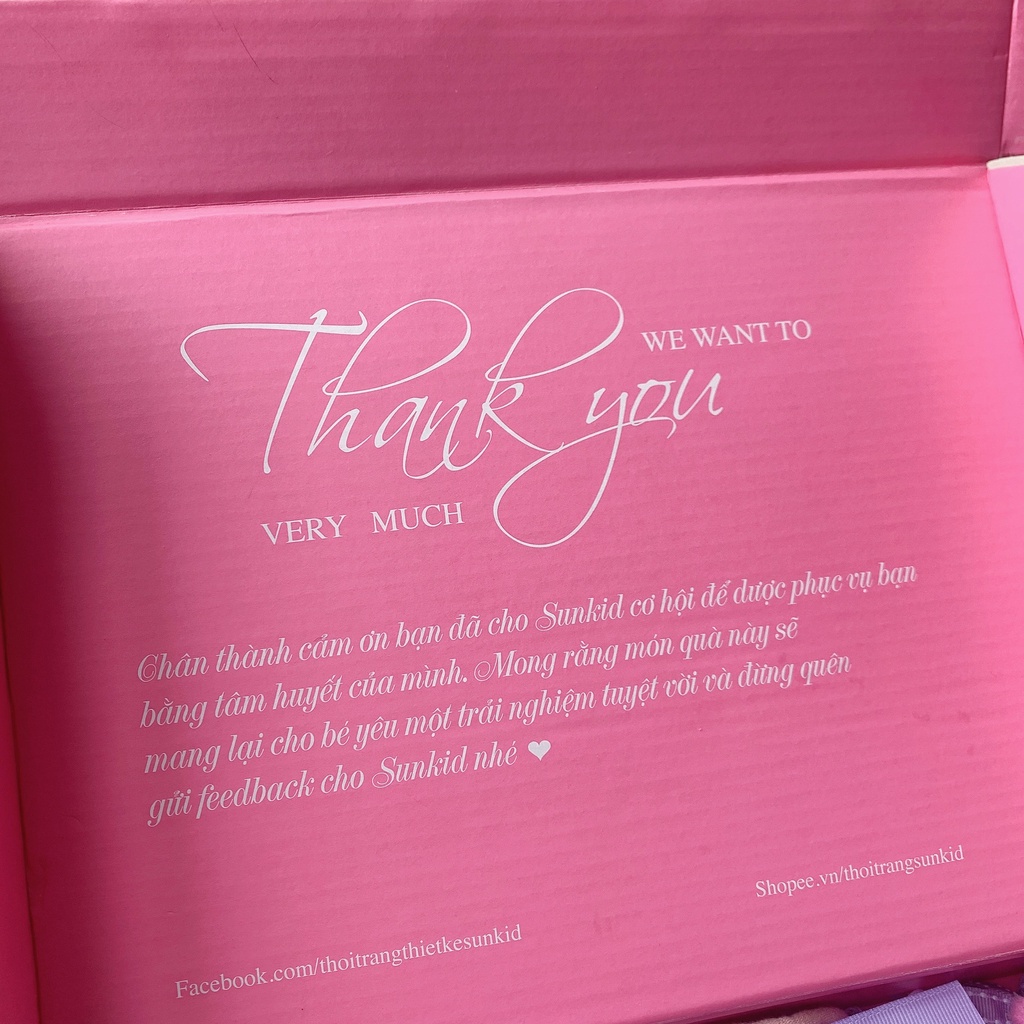 WE WANT TO
Thank you
VERY MUCH
Chân thành cảm ơn bạn đã cho Sunkid cơ hội để dược phục vụ bạn
bằng tâm huyết của mình. Mong rằng món quà này sẽ
mang lại cho bé yêu một trải nghiệm tuyệt vời và đừng quên
gửi feedback cho Sunkid nhé ❤
Shopee.vn/thoitrangsunkid
Facebook.com/thoitrangthietkesunkid